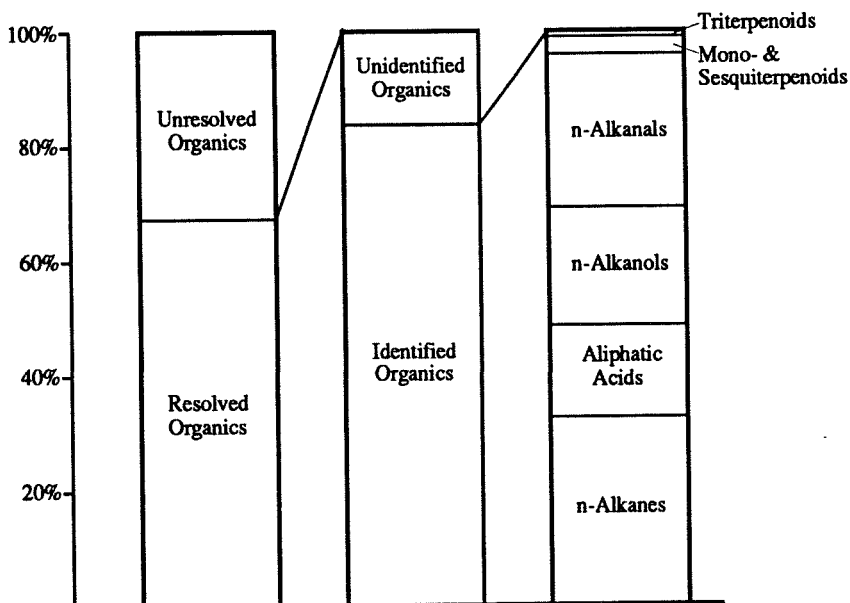 100%
80%
60%
40%
20%
Unresolved
Organics
Resolved
Organics
Unidentified
Organics
Identified
Organics
Triterpenoids
Mono- &
Sesquiterpenoids
n-Alkanals
n-Alkanols
Aliphatic
Acids
n-Alkanes